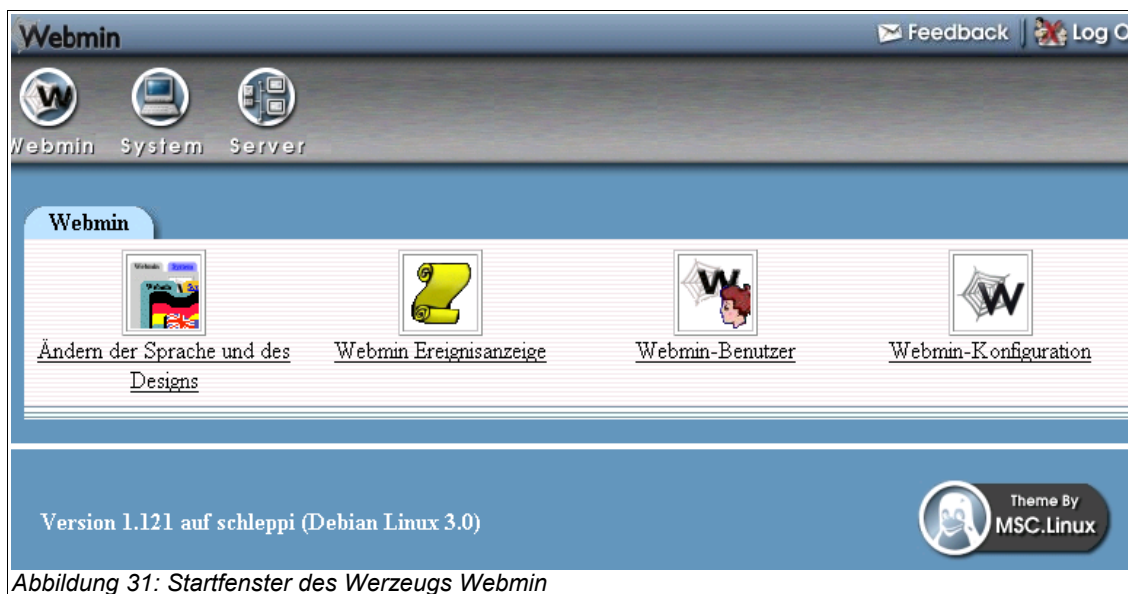 Webmin
Feedback
Log O
Webmin System Server
Webmin
Ändern der Sprache und des Designs
Webmin Ereignisanzeige
Webmin-Benutzer
Webmin-Konfiguration
Version 1.121 auf schleppi (Debian Linux 3.0)
Theme By
MSC.Linux
Abbildung 31: Startfenster des Werzeugs Webmin